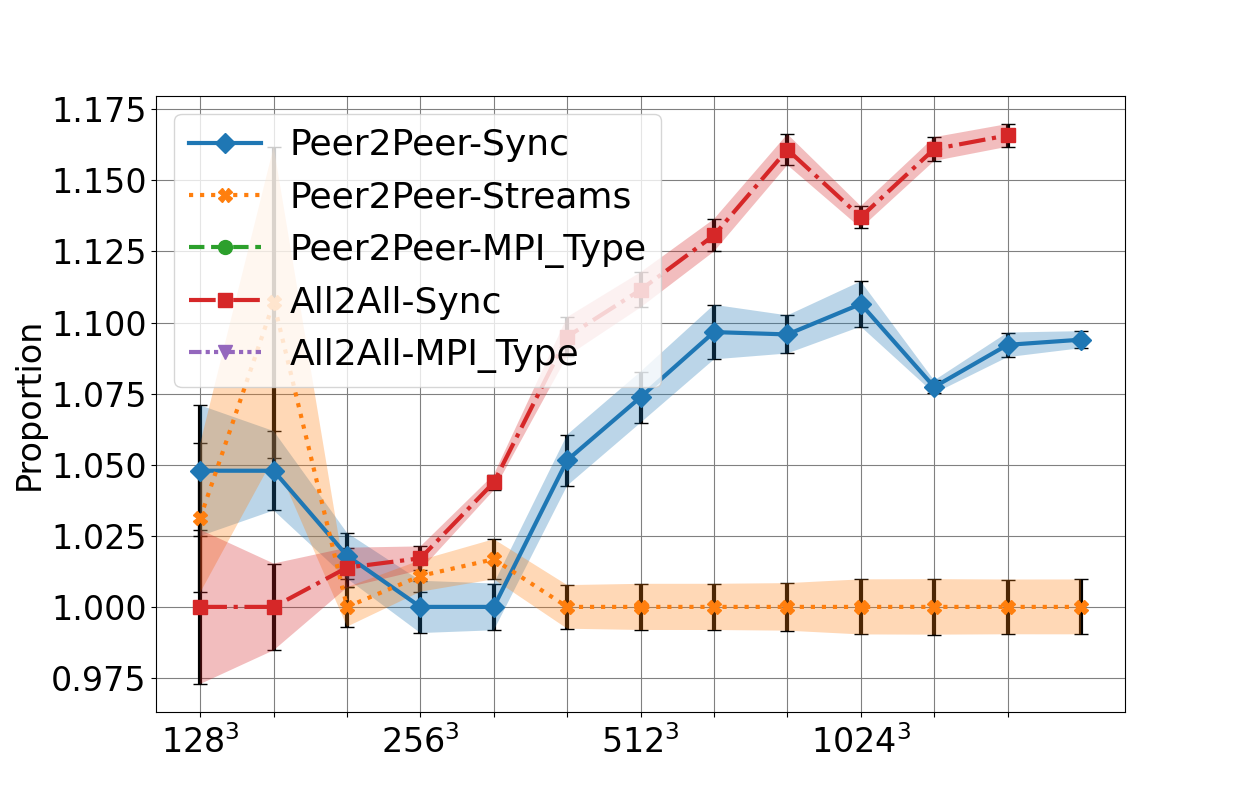 1.175
1.150
1.125
1.100
1.075
1.050
1.025
1.000
0.975
Proportion
Peer2Peer-Sync
Peer2Peer-Streams
Peer2Peer-MPI_Type
All2All-Sync
All2All-MPI_Type
128³
256³
512³
1024³